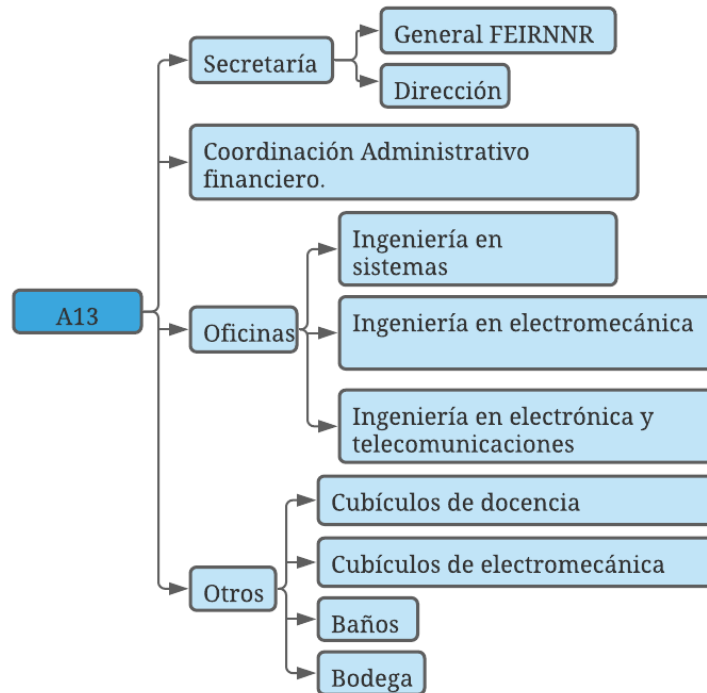 General FEIRNNR
Secretaría
Dirección
Coordinación Administrativo
financiero.
Ingeniería en
sistemas
A13
Oficinas
Ingeniería en electromecánica
Ingeniería en electrónica y
telecomunicaciones
Cubículos de docencia
Cubículos de electromecánica
Otros
Baños
Bodega